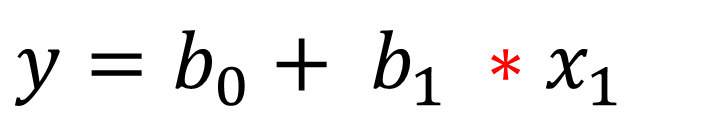 y = b₀ + b₁ * x₁